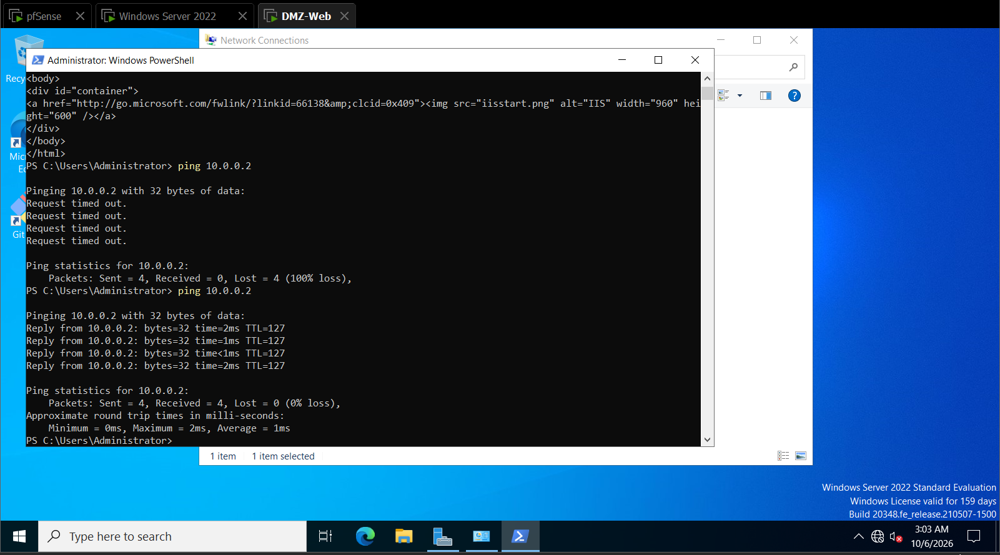 pfSense
Windows Server 2022
DMZ-Web
Network Connections
Administrator: Windows PowerShell
Recy
Mic
Git
<body>
<div id="container">
<a href="http://go.microsoft.com/fwlink/?linkid=66138&amp;clcid=0x409"><img src="iisstart.png" alt="IIS" width="960" hei
ght="600" /></a>
</div>
</body>
</html>
PS C:\Users\Administrator> ping 10.0.0.2
Pinging 10.0.0.2 with 32 bytes of data:
Request timed out.
Request timed out.
Request timed out.
Request timed out.
Ping statistics for 10.0.0.2:
    Packets: Sent = 4, Received = 0, Lost = 4 (100% loss),
PS C:\Users\Administrator> ping 10.0.0.2
Pinging 10.0.0.2 with 32 bytes of data:
Reply from 10.0.0.2: bytes=32 time=2ms TTL=127
Reply from 10.0.0.2: bytes=32 time=1ms TTL=127
Reply from 10.0.0.2: bytes=32 time<1ms TTL=127
Reply from 10.0.0.2: bytes=32 time=2ms TTL=127
Ping statistics for 10.0.0.2:
    Packets: Sent = 4, Received = 4, Lost = 0 (0% loss),
Approximate round trip times in milli-seconds:
    Minimum = 0ms, Maximum = 2ms, Average = 1ms
PS C:\Users\Administrator>
1 item
1 item selected
Windows Server 2022 Standard Evaluation
Windows License valid for 159 days
Build 20348.fe_release.210507-1500
Type here to search
3:03 AM
10/6/2026